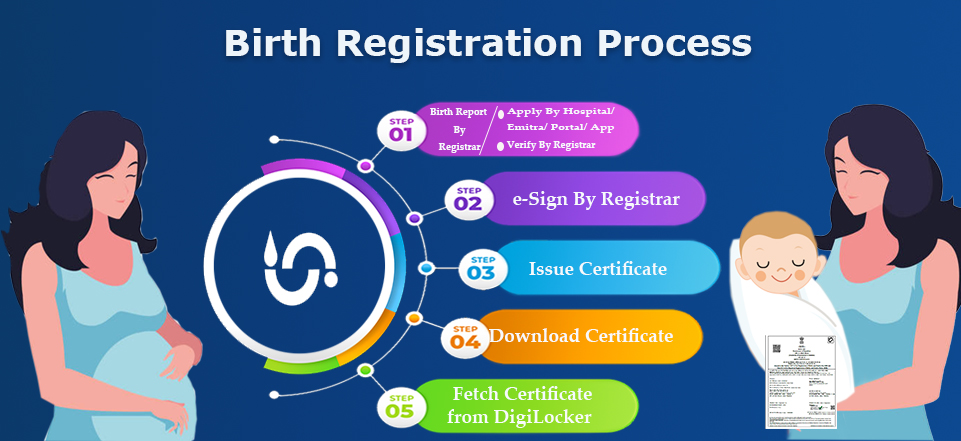 Birth Registration Process
STEP
01
Birth Report
By
Registrar
Apply By Hospital/
Emitra/ Portal/ App
Verify By Registrar
STEP
02
e-Sign By Registrar
STEP
03
Issue Certificate
STEP
04
Download Certificate
STEP
05
Fetch Certificate
from DigiLocker